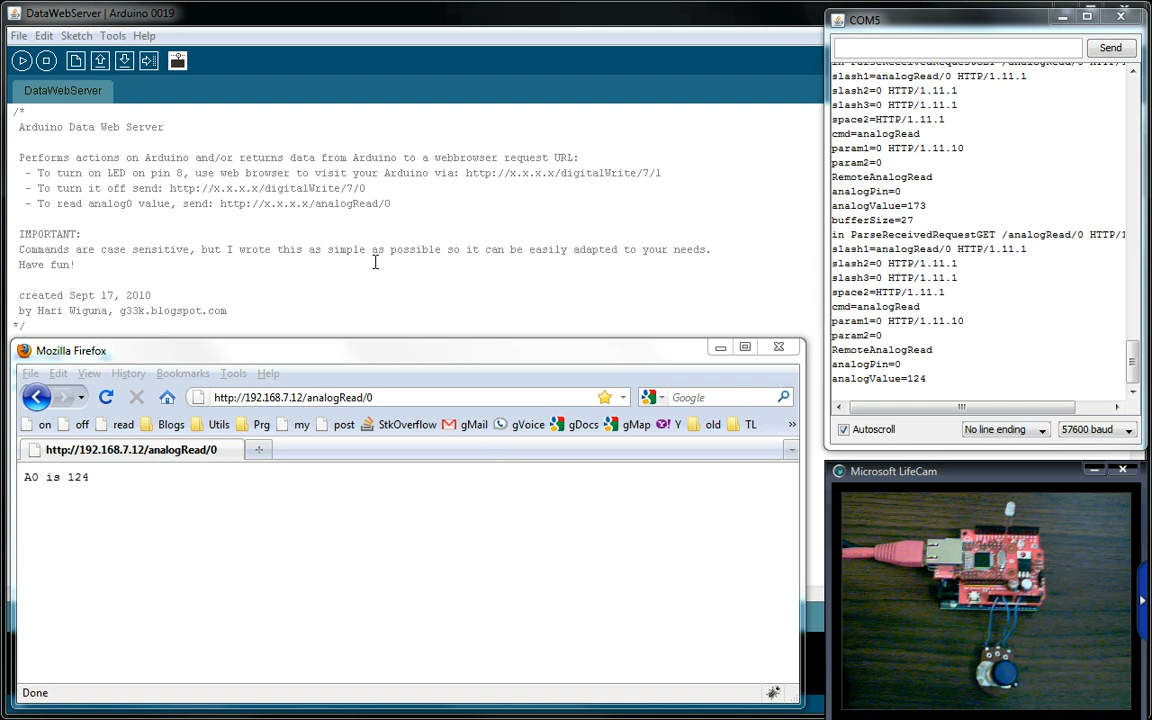 DataWebServer | Arduino 0019
File Edit Sketch Tools Help
DataWebServer
/*
Arduino Data Web Server
Performs actions on Arduino and/or returns data from Arduino to a webbrowser request URL:
- To turn on LED on pin 8, use web browser to visit your Arduino via: http://x.x.x.x/digitalWrite/7/1
- To turn it off send: http://x.x.x.x/digitalWrite/7/0
- To read analog0 value, send: http://x.x.x.x/analogRead/0
IMPORTANT:
Commands are case sensitive, but I wrote this as simple as possible so it can be easily adapted to your needs.
Have fun!
created Sept 17, 2010
by Hari Wiguna, g33k.blogspot.com
*/
Mozilla Firefox
File Edit View History Bookmarks Tools Help
http://192.168.7.12/analogRead/0
Google
on off read Blogs Utils Prg my post StkOverflow gMail gVoice gDocs gMap Y! Y old TL »
http://192.168.7.12/analogRead/0
A0 is 124
Done
COM5
Send
in ParseReceivedRequestGET /analogRead/0 HTTP/1
slash1=analogRead/0 HTTP/1.11.1
slash2=0 HTTP/1.11.1
slash3=0 HTTP/1.11.1
space2=HTTP/1.11.1
cmd=analogRead
param1=0 HTTP/1.11.10
param2=0
RemoteAnalogRead
analogPin=0
analogValue=173
bufferSize=27
in ParseReceivedRequestGET /analogRead/0 HTTP/1
slash1=analogRead/0 HTTP/1.11.1
slash2=0 HTTP/1.11.1
slash3=0 HTTP/1.11.1
space2=HTTP/1.11.1
cmd=analogRead
param1=0 HTTP/1.11.10
param2=0
RemoteAnalogRead
analogPin=0
analogValue=124
Autoscroll
No line ending
57600 baud
Microsoft LifeCam